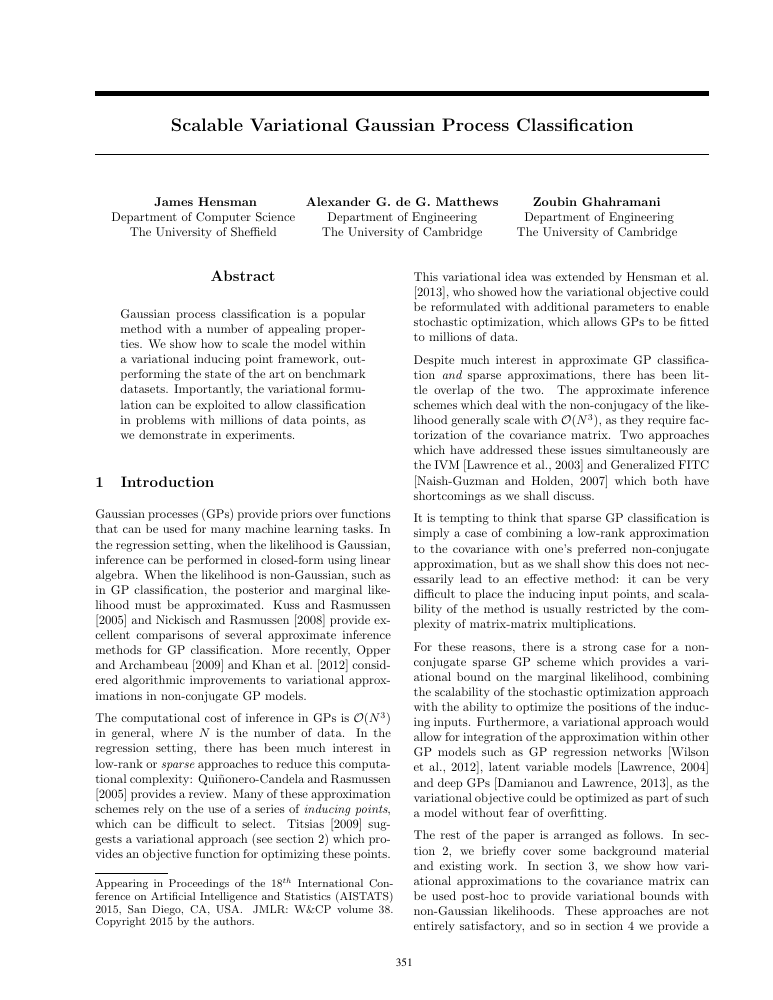 Scalable Variational Gaussian Process Classification
James Hensman
Department of Computer Science
The University of Sheffield
Alexander G. de G. Matthews
Department of Engineering
The University of Cambridge
Zoubin Ghahramani
Department of Engineering
The University of Cambridge
Abstract
Gaussian process classification is a popular
method with a number of appealing proper-
ties. We show how to scale the model within
a variational inducing point framework, out-
performing the state of the art on benchmark
datasets. Importantly, the variational formu-
lation can be exploited to allow classification
in problems with millions of data points, as
we demonstrate in experiments.
1 Introduction
Gaussian processes (GPs) provide priors over functions
that can be used for many machine learning tasks. In
the regression setting, when the likelihood is Gaussian,
inference can be performed in closed-form using linear
algebra. When the likelihood is non-Gaussian, such as
in GP classification, the posterior and marginal like-
lihood must be approximated. Kuss and Rasmussen
[2005] and Nickisch and Rasmussen [2008] provide ex-
cellent comparisons of several approximate inference
methods for GP classification. More recently, Opper
and Archambeau [2009] and Khan et al. [2012] consid-
ered algorithmic improvements to variational approx-
imations in non-conjugate GP models.
The computational cost of inference in GPs is O(N³)
in general, where N is the number of data. In the
regression setting, there has been much interest in
low-rank or sparse approaches to reduce this computa-
tional complexity: Quiñonero-Candela and Rasmussen
[2005] provides a review. Many of these approximation
schemes rely on the use of a series of inducing points,
which can be difficult to select. Titsias [2009] sug-
gests a variational approach (see section 2) which pro-
vides an objective function for optimizing these points.
Appearing in Proceedings of the 18th International Con-
ference on Artificial Intelligence and Statistics (AISTATS)
2015, San Diego, CA, USA. JMLR: W&CP volume 38.
Copyright 2015 by the authors.
This variational idea was extended by Hensman et al.
[2013], who showed how the variational objective could
be reformulated with additional parameters to enable
stochastic optimization, which allows GPs to be fitted
to millions of data.
Despite much interest in approximate GP classifica-
tion and sparse approximations, there has been lit-
tle overlap of the two. The approximate inference
schemes which deal with the non-conjugacy of the like-
lihood generally scale with O(N³), as they require fac-
torization of the covariance matrix. Two approaches
which have addressed these issues simultaneously are
the IVM [Lawrence et al., 2003] and Generalized FITC
[Naish-Guzman and Holden, 2007] which both have
shortcomings as we shall discuss.
It is tempting to think that sparse GP classification is
simply a case of combining a low-rank approximation
to the covariance with one's preferred non-conjugate
approximation, but as we shall show this does not nec-
essarily lead to an effective method: it can be very
difficult to place the inducing input points, and scala-
bility of the method is usually restricted by the com-
plexity of matrix-matrix multiplications.
For these reasons, there is a strong case for a non-
conjugate sparse GP scheme which provides a vari-
ational bound on the marginal likelihood, combining
the scalability of the stochastic optimization approach
with the ability to optimize the positions of the induc-
ing inputs. Furthermore, a variational approach would
allow for integration of the approximation within other
GP models such as GP regression networks [Wilson
et al., 2012], latent variable models [Lawrence, 2004]
and deep GPs [Damianou and Lawrence, 2013], as the
variational objective could be optimized as part of such
a model without fear of overfitting.
The rest of the paper is arranged as follows. In sec-
tion 2, we briefly cover some background material
and existing work. In section 3, we show how vari-
ational approximations to the covariance matrix can
be used post-hoc to provide variational bounds with
non-Gaussian likelihoods. These approaches are not
entirely satisfactory, and so in section 4 we provide a
351